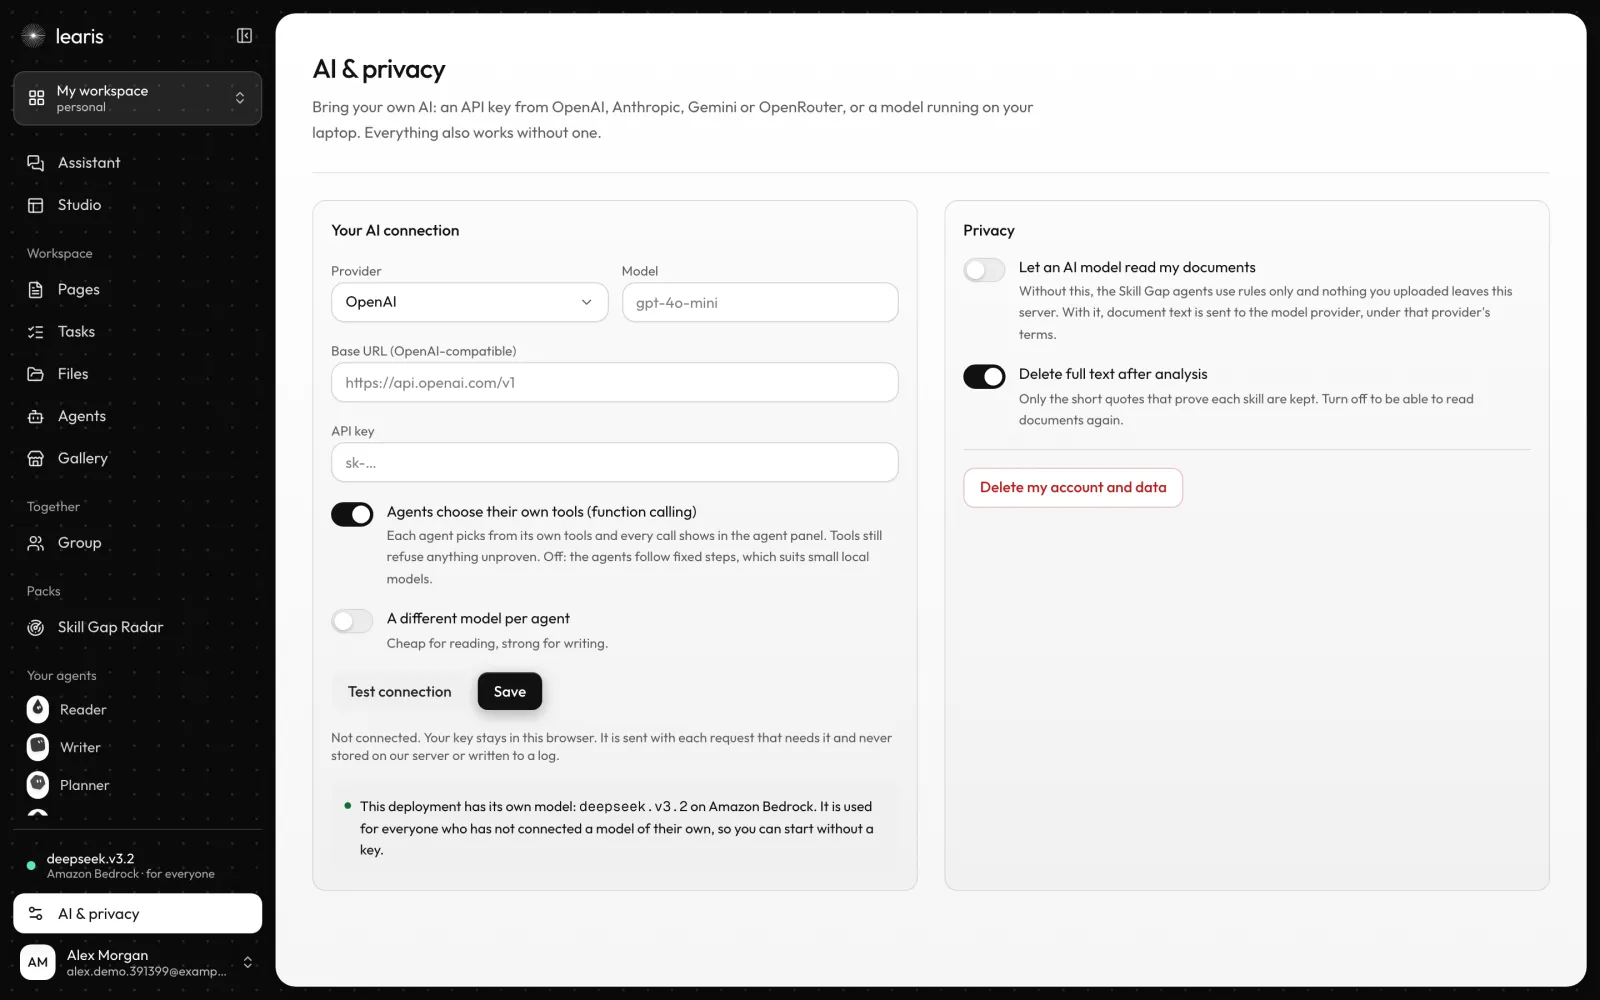 learis
My workspace
personal
Assistant
Studio
Workspace
Pages
Tasks
Files
Agents
Gallery
Together
Group
Packs
Skill Gap Radar
Your agents
Reader
Writer
Planner
deepseek.v3.2
Amazon Bedrock · for everyone
AI & privacy
AM
Alex Morgan
alex.demo.391399@examp...
AI & privacy
Bring your own AI: an API key from OpenAI, Anthropic, Gemini or OpenRouter, or a model running on your
laptop. Everything also works without one.
Your AI connection
Provider
Model
OpenAI
gpt-4o-mini
Base URL (OpenAI-compatible)
https://api.openai.com/v1
API key
sk-...
Agents choose their own tools (function calling)
Each agent picks from its own tools and every call shows in the agent panel. Tools still
refuse anything unproven. Off: the agents follow fixed steps, which suits small local
models.
A different model per agent
Cheap for reading, strong for writing.
Test connection
Save
Not connected. Your key stays in this browser. It is sent with each request that needs it and never
stored on our server or written to a log.
This deployment has its own model: deepseek.v3.2 on Amazon Bedrock. It is used
for everyone who has not connected a model of their own, so you can start without a
key.
Privacy
Let an AI model read my documents
Without this, the Skill Gap agents use rules only and nothing you uploaded leaves this
server. With it, document text is sent to the model provider, under that provider's
terms.
Delete full text after analysis
Only the short quotes that prove each skill are kept. Turn off to be able to read
documents again.
Delete my account and data